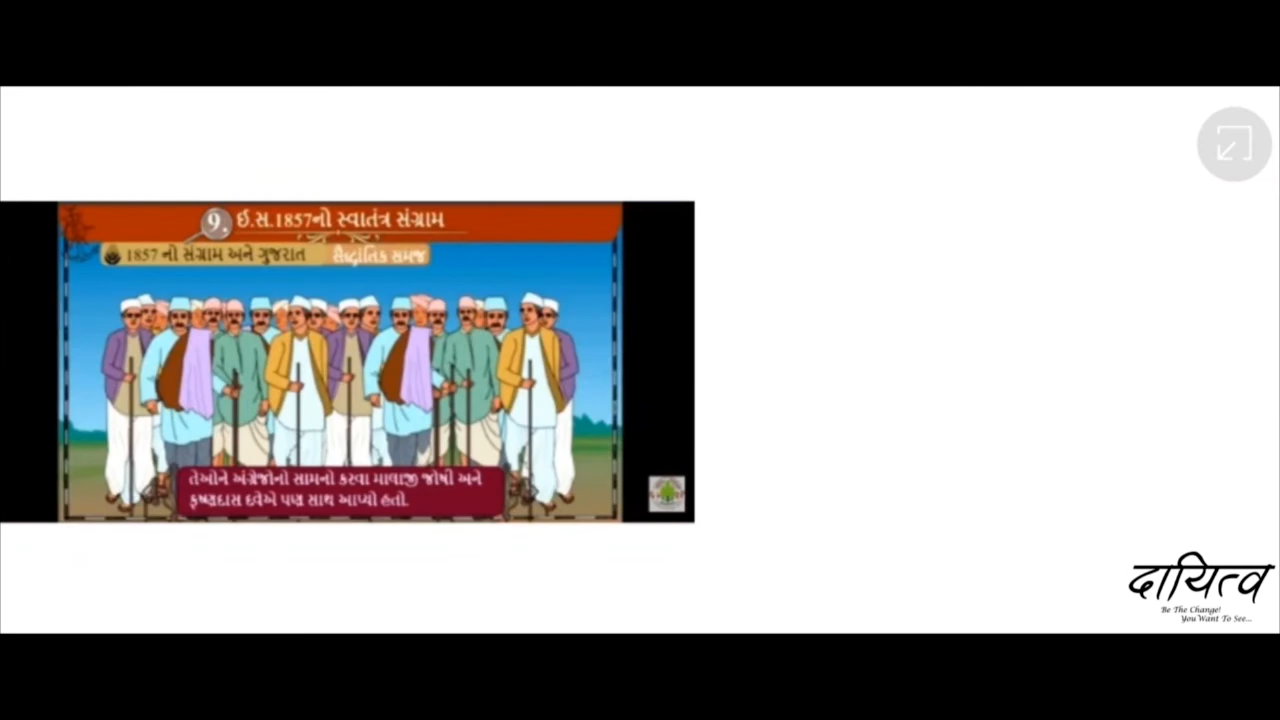 9. ઈ.સ.1857નો સ્વાતંત્ર સંગ્રામ
1857 નો સંગ્રામ અને ગુજરાત સૈદ્ધાંતિક સમજ
તેઓને અંગ્રેજોનો સામનો કરવા માલાજી જોષી અને
કૃષ્ણદાસ દવેએ પણ સાથ આપ્યો હતો.
दायित्व
Be The Change!
You Want To See...